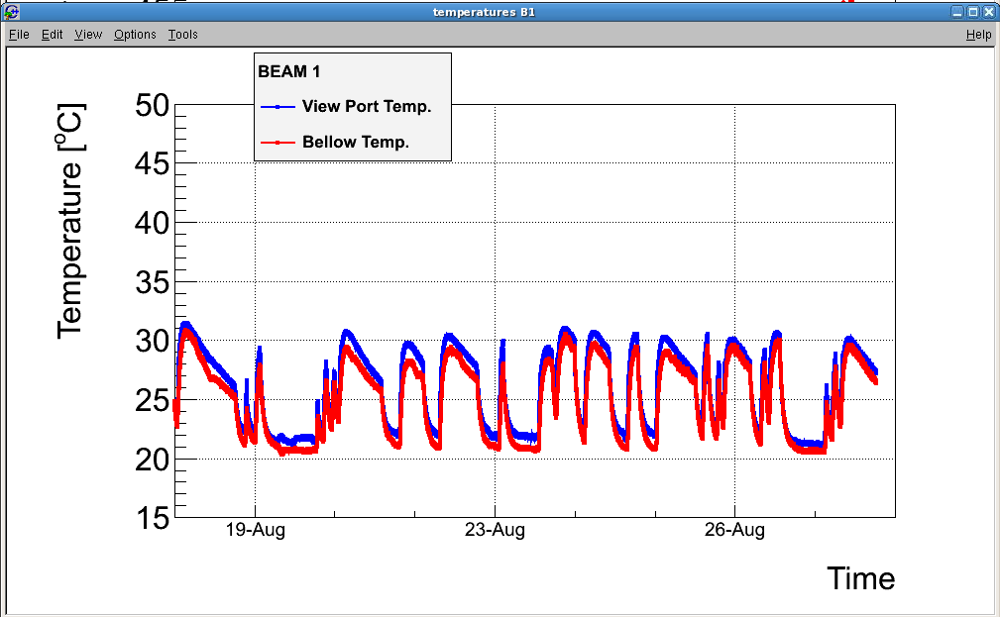 temperatures B1
File Edit View Options Tools Help
BEAM 1
View Port Temp.
Bellow Temp.
Temperature [°C]
50
45
40
35
30
25
20
15
19-Aug 23-Aug 26-Aug
Time